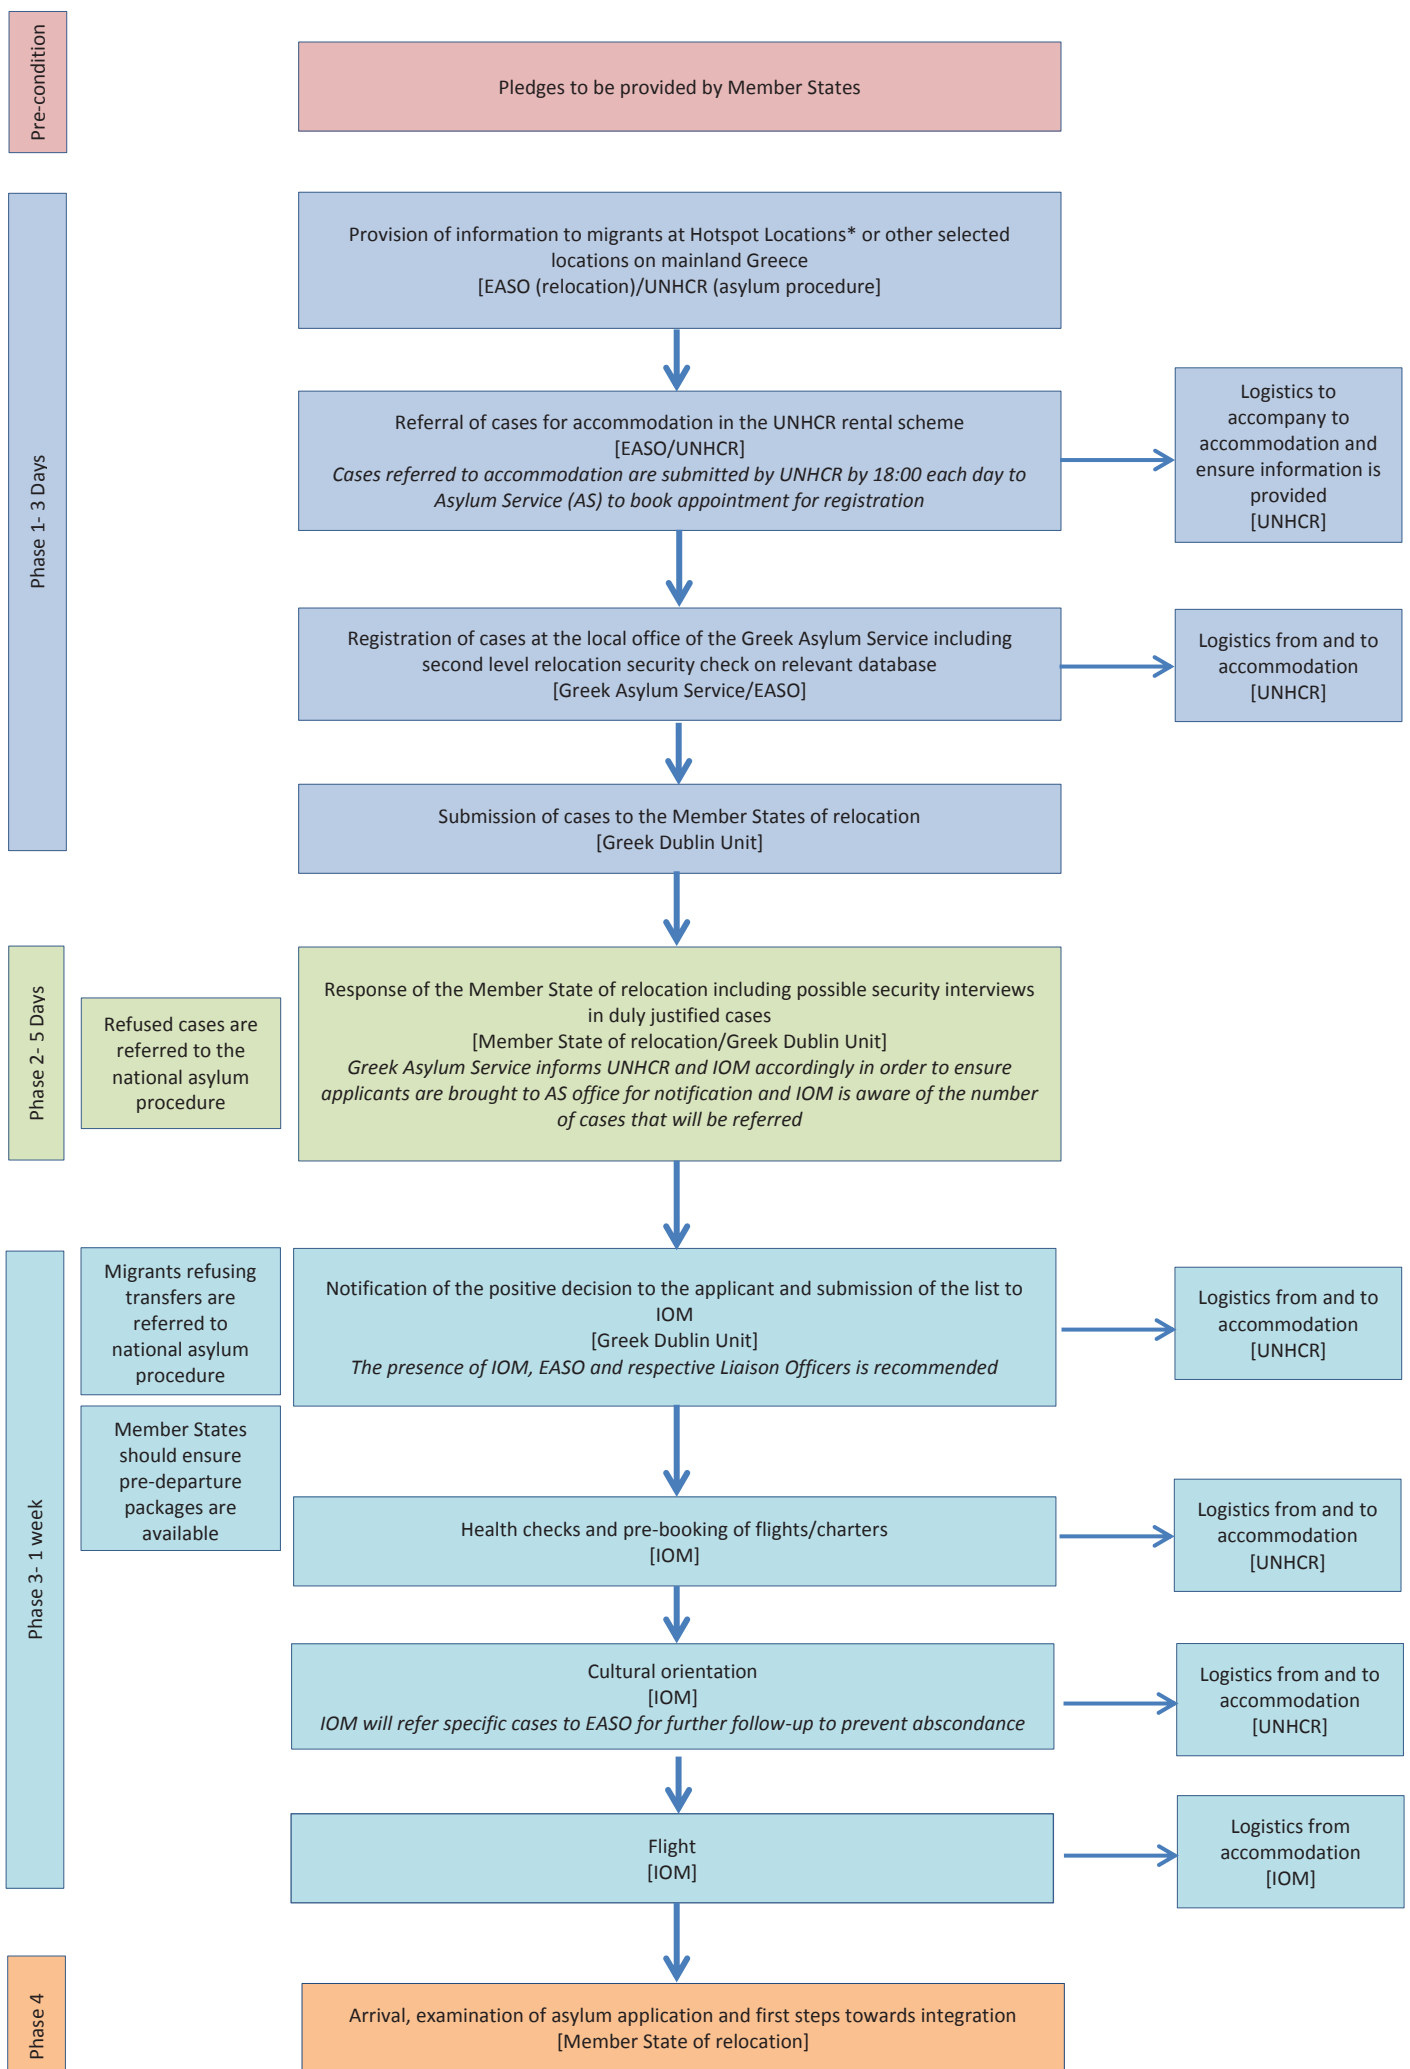 Pre-condition
Pledges to be provided by Member States
Phase 1- 3 Days
Provision of information to migrants at Hotspot Locations* or other selected
locations on mainland Greece
[EASO (relocation)/UNHCR (asylum procedure]
Referral of cases for accommodation in the UNHCR rental scheme
[EASO/UNHCR]
Cases referred to accommodation are submitted by UNHCR by 18:00 each day to
Asylum Service (AS) to book appointment for registration
Logistics to
accompany to
accommodation and
ensure information is
provided
[UNHCR]
Registration of cases at the local office of the Greek Asylum Service including
second level relocation security check on relevant database
[Greek Asylum Service/EASO]
Logistics from and to
accommodation
[UNHCR]
Submission of cases to the Member States of relocation
[Greek Dublin Unit]
Phase 2- 5 Days
Refused cases are
referred to the
national asylum
procedure
Response of the Member State of relocation including possible security interviews
in duly justified cases
[Member State of relocation/Greek Dublin Unit]
Greek Asylum Service informs UNHCR and IOM accordingly in order to ensure
applicants are brought to AS office for notification and IOM is aware of the number
of cases that will be referred
Phase 3- 1 week
Migrants refusing
transfers are
referred to
national asylum
procedure
Notification of the positive decision to the applicant and submission of the list to
IOM
[Greek Dublin Unit]
The presence of IOM, EASO and respective Liaison Officers is recommended
Logistics from and to
accommodation
[UNHCR]
Member States
should ensure
pre-departure
packages are
available
Health checks and pre-booking of flights/charters
[IOM]
Logistics from and to
accommodation
[UNHCR]
Cultural orientation
[IOM]
IOM will refer specific cases to EASO for further follow-up to prevent abscondance
Logistics from and to
accommodation
[UNHCR]
Flight
[IOM]
Logistics from
accommodation
[IOM]
Phase 4
Arrival, examination of asylum application and first steps towards integration
[Member State of relocation]